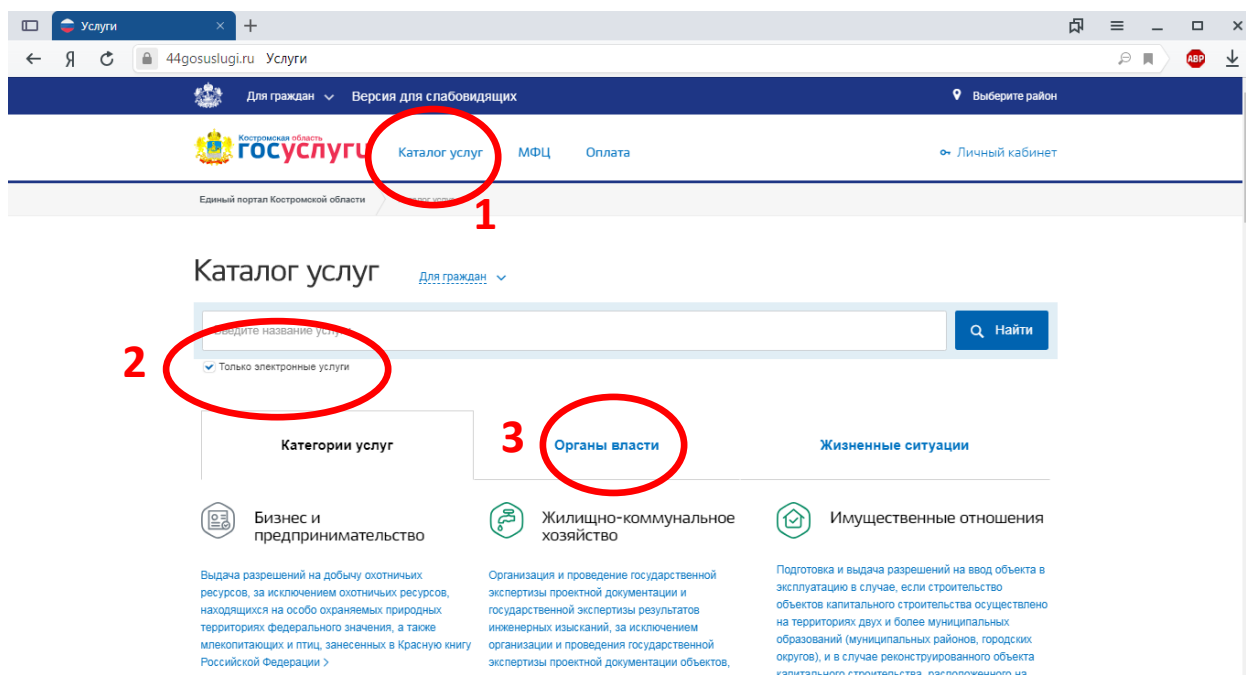 Услуги
44gosuslugi.ru Услуги
ABP
Для граждан
Версия для слабовидящих
Выберите район
Костромская область
госуслуги
Каталог услуг
МФЦ
Оплата
Личный кабинет
Единый портал Костромской области
1
Каталог услуг
Для граждан
название
Найти
2
Только электронные услуги
Категории услуг
3
Органы власти
Жизненные ситуации
Бизнес и
предпринимательство
Выдача разрешений на добычу охотничьих
ресурсов, за исключением охотничьих ресурсов,
находящихся на особо охраняемых природных
территориях федерального значения, а также
млекопитающих и птиц, занесенных в Красную книгу
Российской Федерации >
Жилищно-коммунальное
хозяйство
Организация и проведение государственной
экспертизы проектной документации и
государственной экспертизы результатов
инженерных изысканий, за исключением
организации и проведения государственной
экспертизы проектной документации объектов,
Имущественные отношения
Подготовка и выдача разрешений на ввод объекта в
эксплуатацию в случае, если строительство
объектов капитального строительства осуществлено
на территориях двух и более муниципальных
образований (муниципальных районов, городских
округов), и в случае реконструированного объекта
капитального строительства, расположенного на